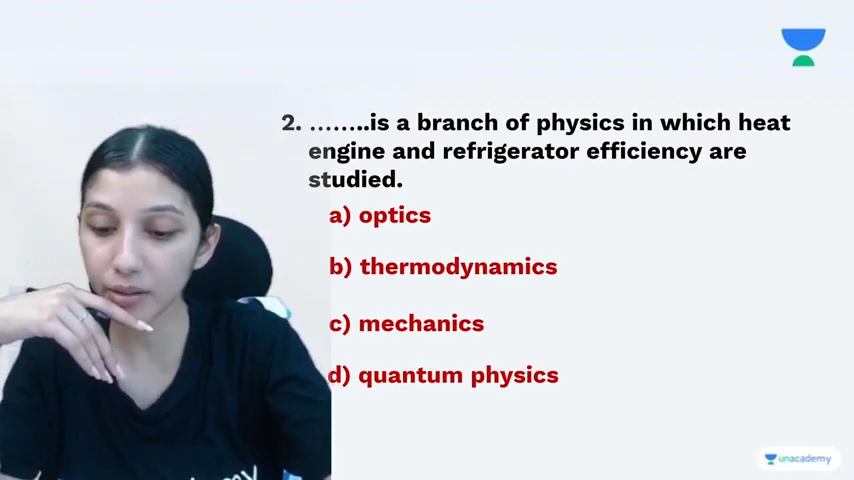 2. ........is a branch of physics in which heat
engine and refrigerator efficiency are
studied.
a) optics
b) thermodynamics
c) mechanics
d) quantum physics
unacademy